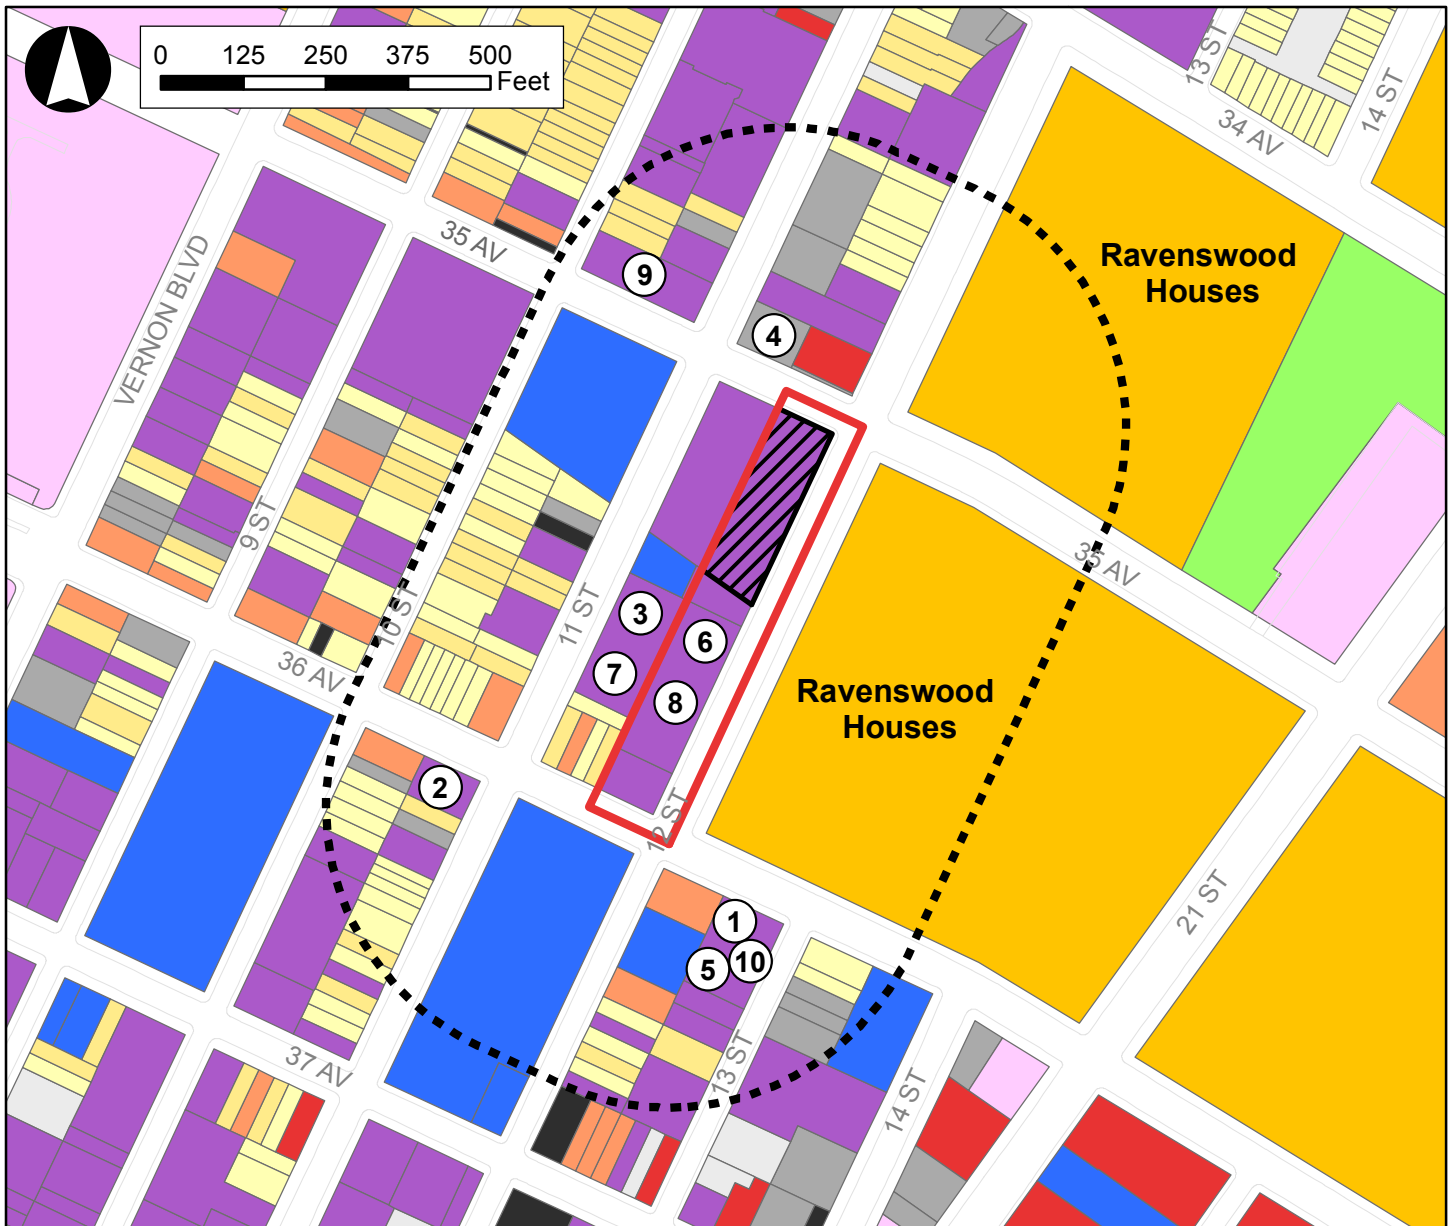 0 125 250 375 500
Feet
13 ST
14 ST
34 AV
35 AV
VERNON BLVD
Ravenswood
Houses
9
4
9 ST
10 ST
11 ST
35 AV
3
6
36 AV
7
8
Ravenswood
Houses
2
12 ST
1
10
5
21 ST
37 AV
13 ST
14 ST